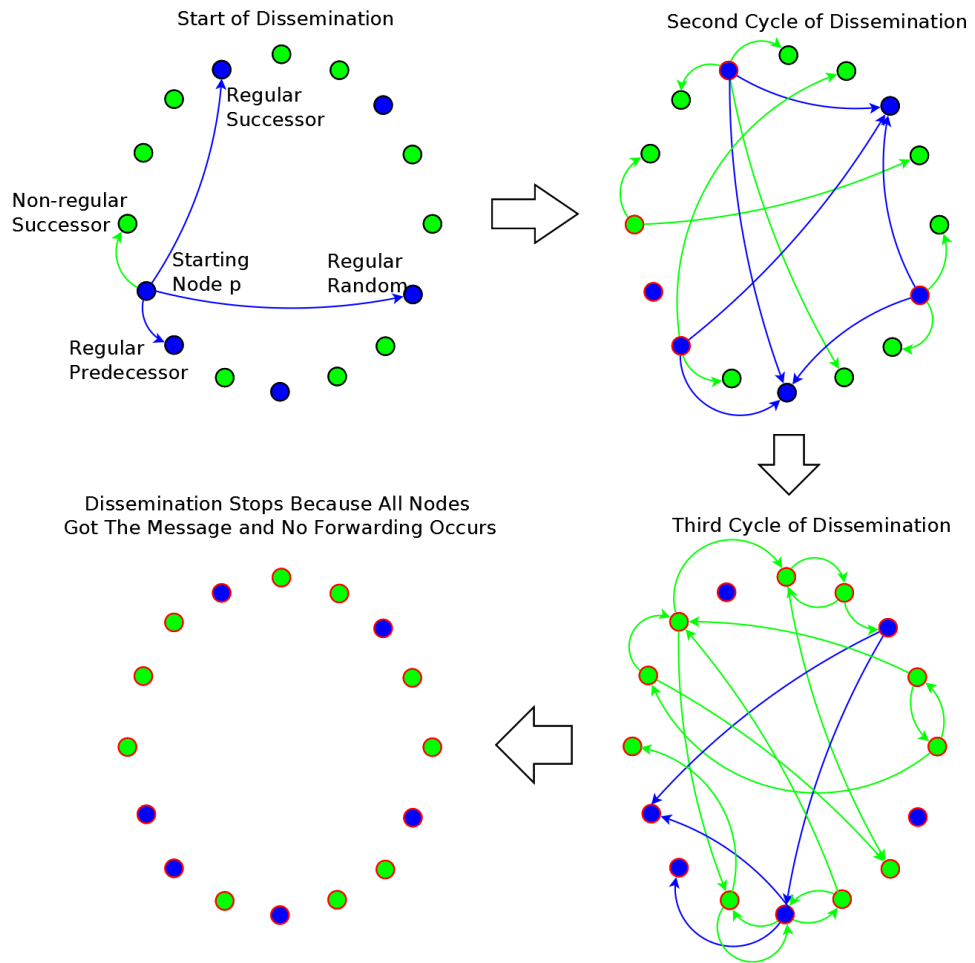 Start of Dissemination
Regular
Successor
Non-regular
Successor
Starting
Node p
Regular
Random
Regular
Predecessor
Second Cycle of Dissemination
Third Cycle of Dissemination
Dissemination Stops Because All Nodes
Got The Message and No Forwarding Occurs